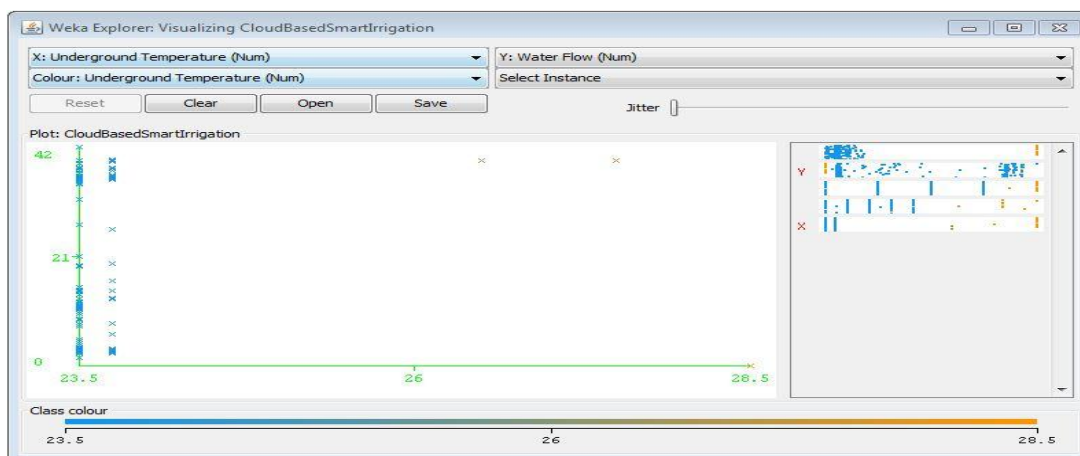 Weka Explorer: Visualizing CloudBasedSmartIrrigation
X: Underground Temperature (Num)
Y: Water Flow (Num)
Colour: Underground Temperature (Num)
Select Instance
Reset
Clear
Open
Save
Jitter
Plot: CloudBasedSmartIrrigation
42
21
0
23.5
26
28.5
Y
X
Class colour
23.5
26
28.5